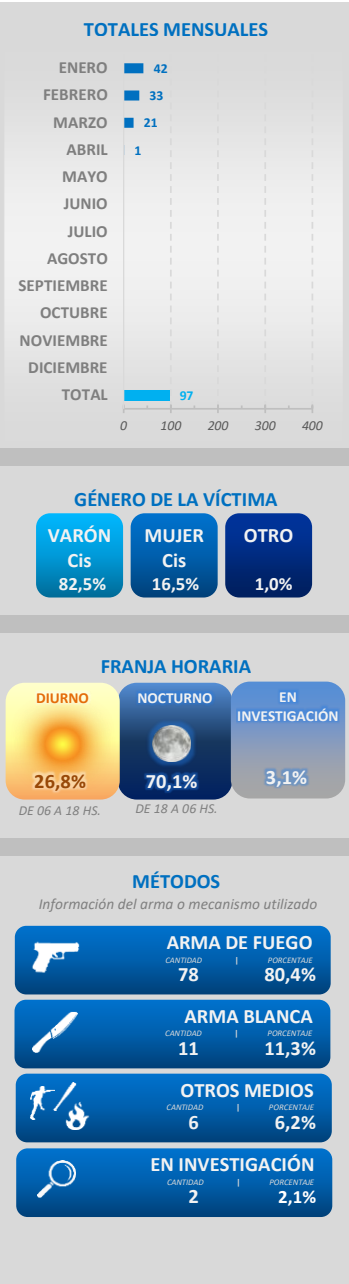 TOTALES MENSUALES
ENERO 42
FEBRERO 33
MARZO 21
ABRIL 1
MAYO
JUNIO
JULIO
AGOSTO
SEPTIEMBRE
OCTUBRE
NOVIEMBRE
DICIEMBRE
TOTAL 97
0 100 200 300 400
GÉNERO DE LA VÍCTIMA
VARÓN
Cis
82,5%
MUJER
Cis
16,5%
OTRO
1,0%
FRANJA HORARIA
DIURNO
26,8%
DE 06 A 18 HS.
NOCTURNO
70,1%
DE 18 A 06 HS.
EN
INVESTIGACIÓN
3,1%
MÉTODOS
Información del arma o mecanismo utilizado
ARMA DE FUEGO
CANTIDAD | PORCENTAJE
78 80,4%
ARMA BLANCA
CANTIDAD | PORCENTAJE
11 11,3%
OTROS MEDIOS
CANTIDAD | PORCENTAJE
6 6,2%
EN INVESTIGACIÓN
CANTIDAD | PORCENTAJE
2 2,1%